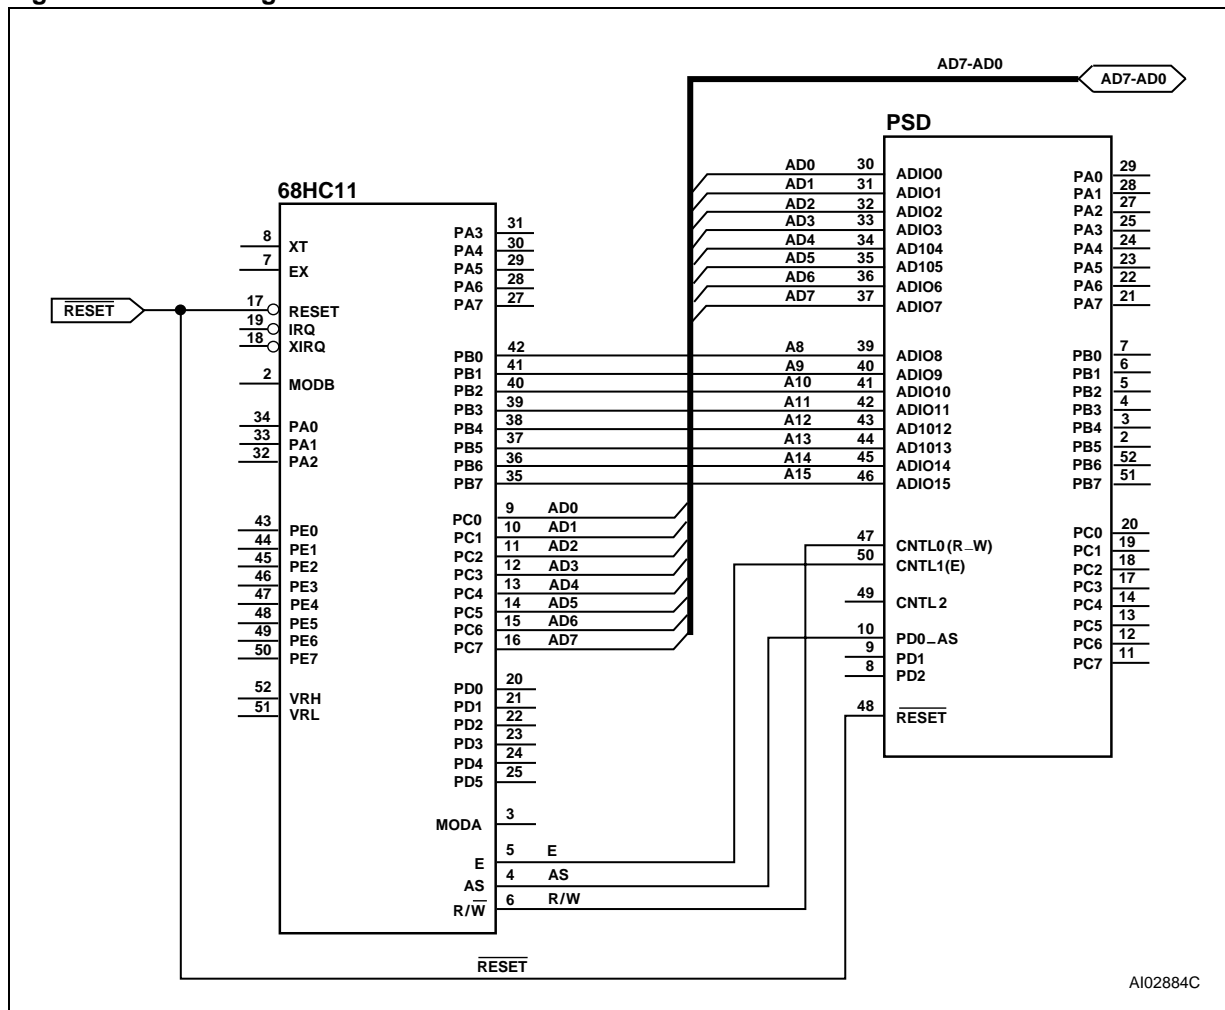 AD7-AD0
AD7-AD0
PSD
68HC11
8 XT
7 EX
RESET
17 RESET
19 IRQ
18 XIRQ
2 MODB
34 PA0
33 PA1
32 PA2
43 PE0
44 PE1
45 PE2
46 PE3
47 PE4
48 PE5
49 PE6
50 PE7
52 VRH
51 VRL
PA3 31
PA4 30
PA5 29
PA6 28
PA7 27
PB0 42
PB1 41
PB2 40
PB3 39
PB4 38
PB5 37
PB6 36
PB7 35
PC0 9 AD0
PC1 10 AD1
PC2 11 AD2
PC3 12 AD3
PC4 13 AD4
PC5 14 AD5
PC6 15 AD6
PC7 16 AD7
PD0 20
PD1 21
PD2 22
PD3 23
PD4 24
PD5 25
MODA 3
E 5 E
AS 4 AS
R/W 6 R/W
AD0 30 ADIO0
AD1 31 ADIO1
AD2 32 ADIO2
AD3 33 ADIO3
AD4 34 AD104
AD5 35 AD105
AD6 36 ADIO6
AD7 37 ADIO7
A8 39 ADIO8
A9 40 ADIO9
A10 41 ADIO10
A11 42 ADIO11
A12 43 AD1012
A13 44 AD1013
A14 45 ADIO14
A15 46 ADIO15
47 CNTL0(R_W)
50 CNTL1(E)
49 CNTL2
10 PD0_AS
9 PD1
8 PD2
48 RESET
PA0 29
PA1 28
PA2 27
PA3 25
PA4 24
PA5 23
PA6 22
PA7 21
PB0 7
PB1 6
PB2 5
PB3 4
PB4 3
PB5 2
PB6 52
PB7 51
PC0 20
PC1 19
PC2 18
PC3 17
PC4 14
PC5 13
PC6 12
PC7 11
RESET
AI02884C